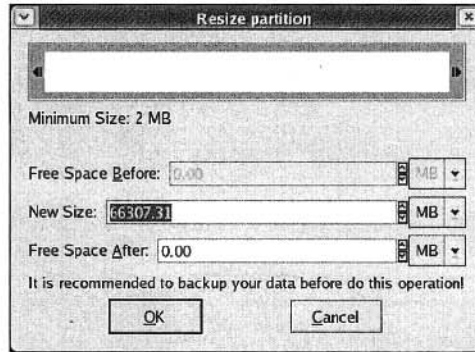 Resize partition
Minimum Size: 2 MB
Free Space Before: 0.00 MB
New Size: 66307.31 MB
Free Space After: 0.00 MB
It is recommended to backup your data before do this operation!
OK Cancel